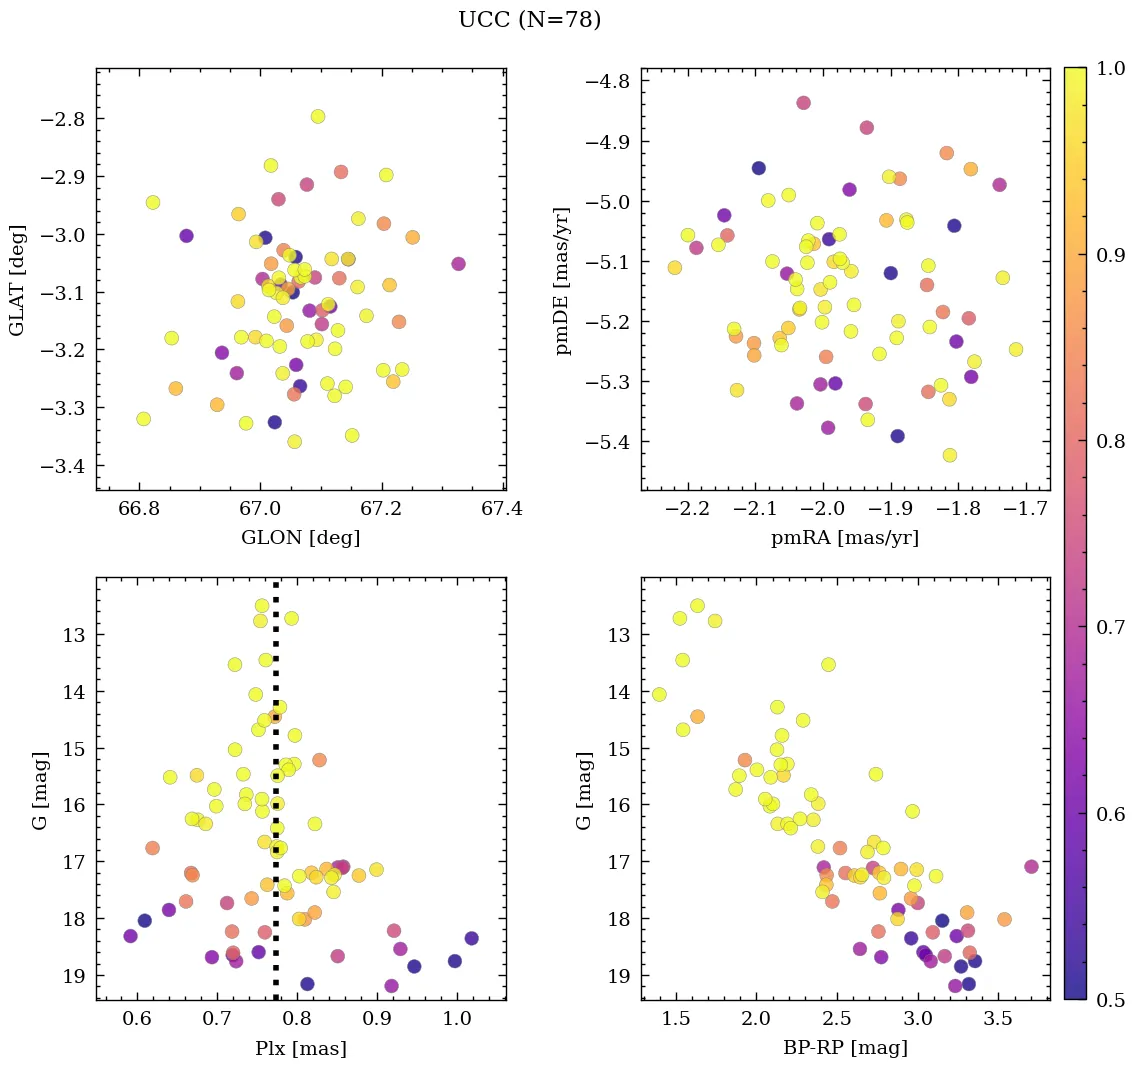 UCC (N=78)
−2.8
−2.9
−3.0
−3.1
−3.2
−3.3
−3.4
GLAT [deg]
66.8 67.0 67.2 67.4
GLON [deg]
−4.8
−4.9
−5.0
−5.1
−5.2
−5.3
−5.4
pmDE [mas/yr]
−2.2 −2.1 −2.0 −1.9 −1.8 −1.7
pmRA [mas/yr]
1.0
0.9
0.8
0.7
0.6
0.5
13
14
15
16
17
18
19
G [mag]
0.6 0.7 0.8 0.9 1.0
Plx [mas]
13
14
15
16
17
18
19
G [mag]
1.5 2.0 2.5 3.0 3.5
BP-RP [mag]